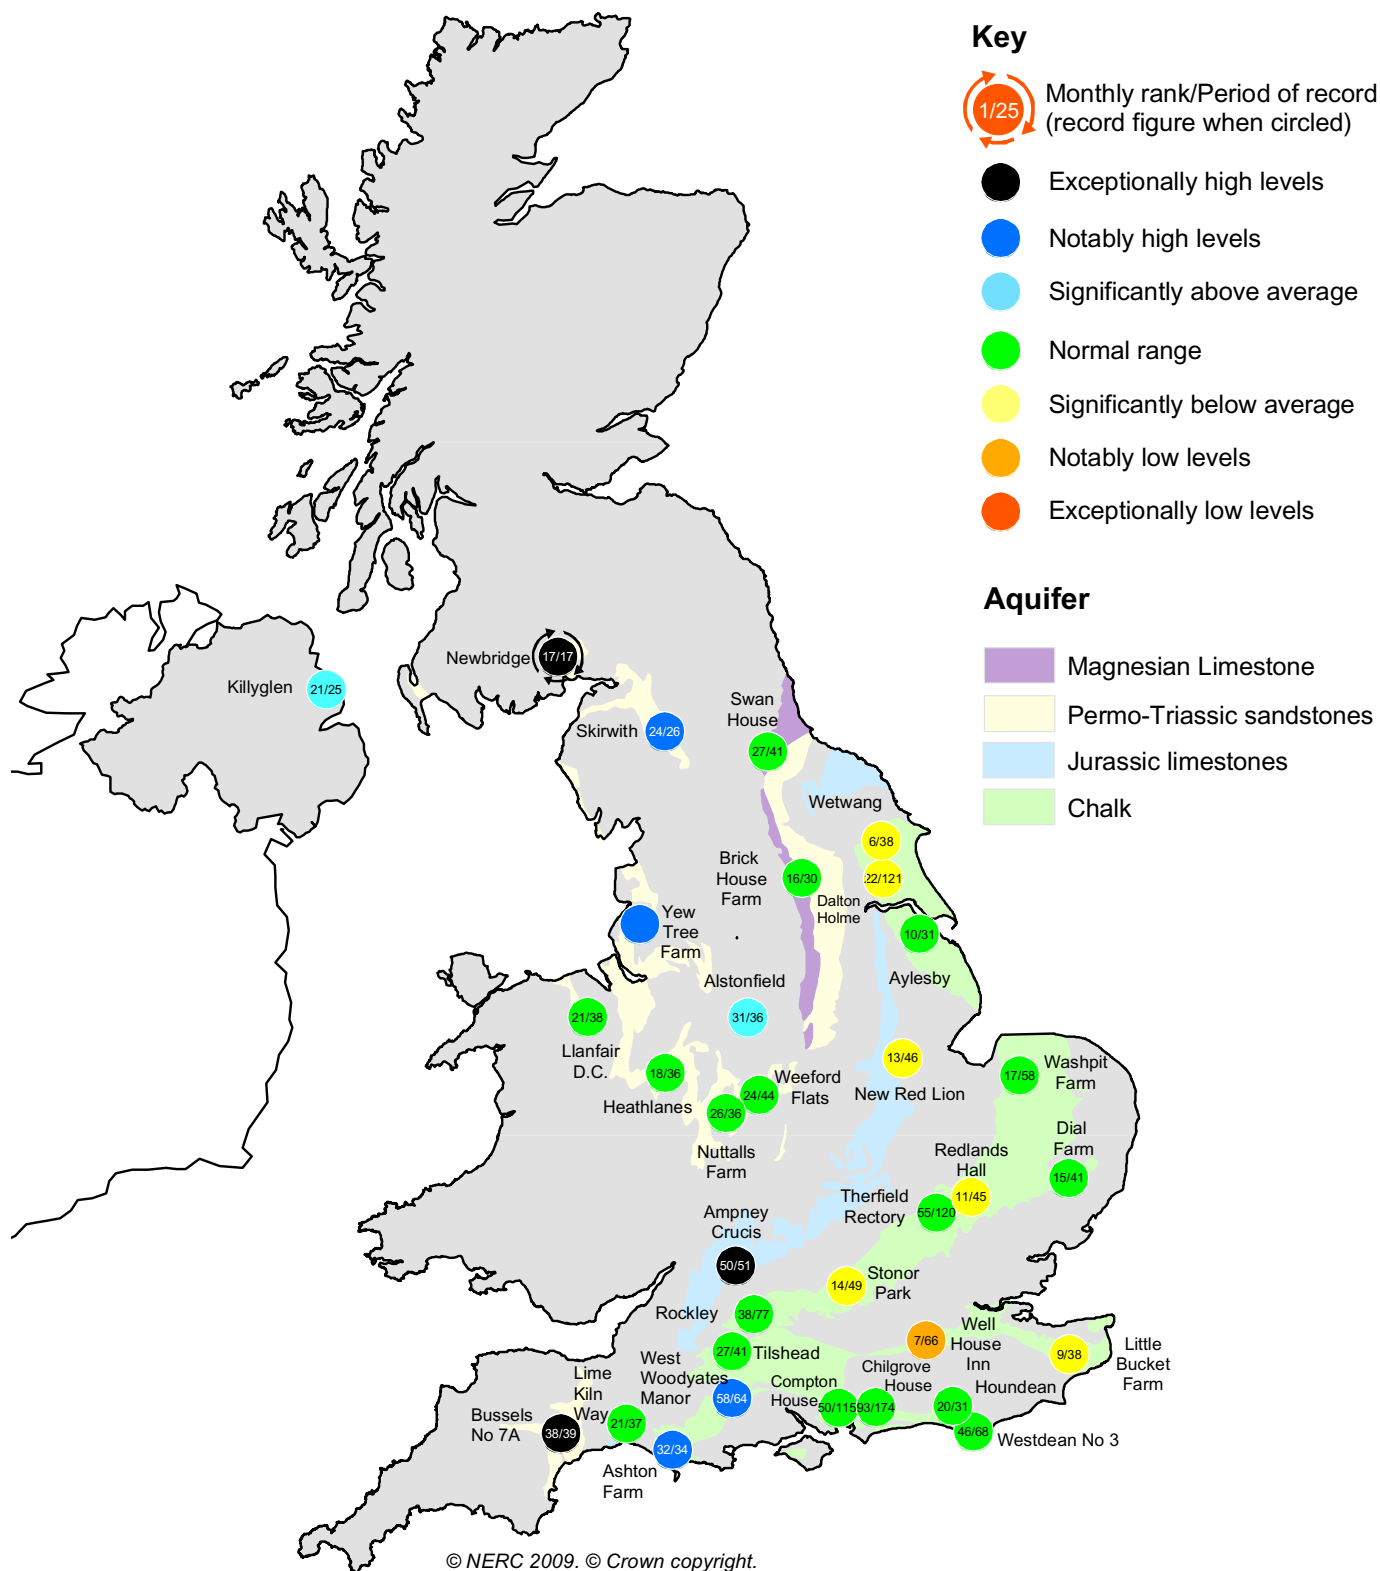 Key
1/25
Monthly rank/Period of record
(record figure when circled)
Exceptionally high levels
Notably high levels
Significantly above average
Normal range
Significantly below average
Notably low levels
Exceptionally low levels
Aquifer
Magnesian Limestone
Permo-Triassic sandstones
Jurassic limestones
Chalk
Newbridge
17/17
Killyglen
21/25
Skirwith
24/26
Swan
House
27/41
Wetwang
6/38
Brick
House
Farm
16/30
22/121
Dalton
Holme
Yew
Tree
Farm
10/31
Aylesby
Alstonfield
31/36
21/38
Llanfair
D.C.
18/36
Heathlanes
Weeford
Flats
24/44
26/36
Nuttalls
Farm
13/46
New Red Lion
17/58
Washpit
Farm
Dial
Farm
15/41
Redlands
Hall
11/45
Therfield
Rectory
55/120
Ampney
Crucis
50/51
14/49
Stonor
Park
Rockley
38/77
27/41
Tilshead
7/66
Well
House
Inn
9/38
Little
Bucket
Farm
West
Woodyates
Manor
58/64
Compton
House
50/115
Chilgrove
House
93/174
Houndean
20/31
46/68
Westdean No 3
Lime
Kiln
Way
21/37
Bussels
No 7A
38/39
32/34
Ashton
Farm
© NERC 2009. © Crown copyright.